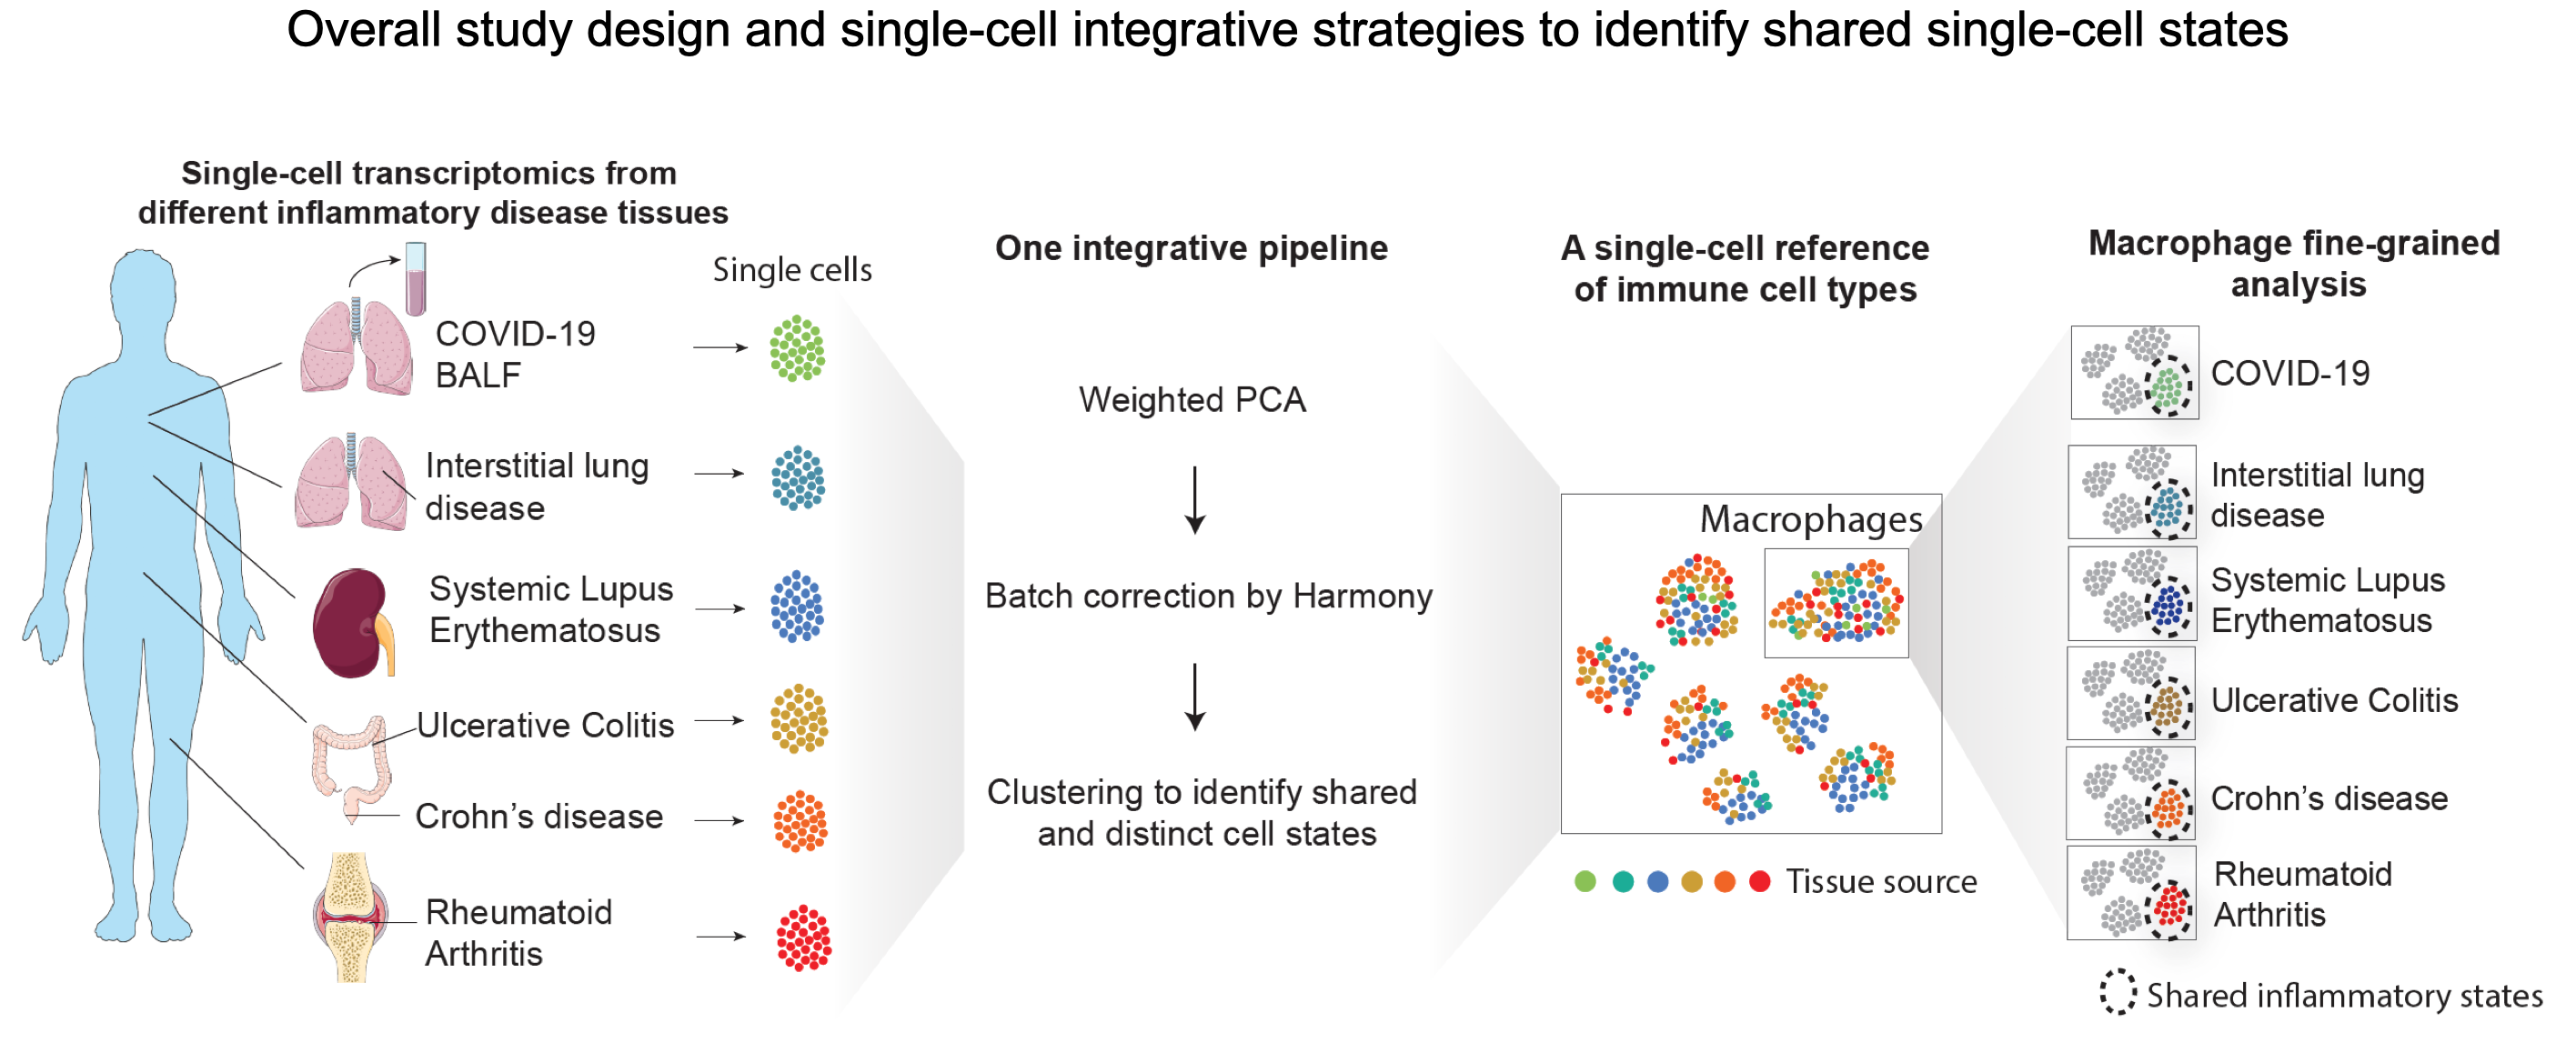 Overall study design and single-cell integrative strategies to identify shared single-cell states
Single-cell transcriptomics from
different inflammatory disease tissues
Single cells
COVID-19
BALF
Interstitial lung
disease
Systemic Lupus
Erythematosus
Ulcerative Colitis
Crohn’s disease
Rheumatoid
Arthritis
One integrative pipeline
Weighted PCA
Batch correction by Harmony
Clustering to identify shared
and distinct cell states
A single-cell reference
of immune cell types
Macrophages
Tissue source
Macrophage fine-grained
analysis
COVID-19
Interstitial lung
disease
Systemic Lupus
Erythematosus
Ulcerative Colitis
Crohn’s disease
Rheumatoid
Arthritis
Shared inflammatory states